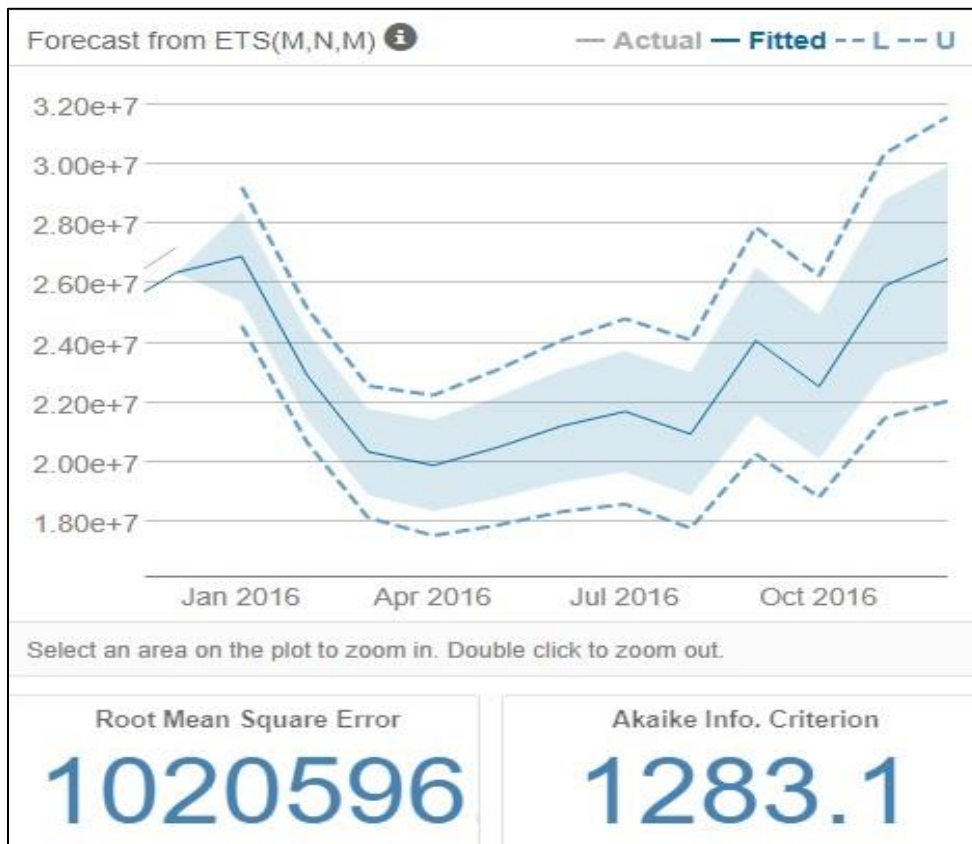 Forecast from ETS(M,N,M) i — Actual — Fitted -- L -- U
3.20e+7
3.00e+7
2.80e+7
2.60e+7
2.40e+7
2.20e+7
2.00e+7
1.80e+7
Jan 2016 Apr 2016 Jul 2016 Oct 2016
Select an area on the plot to zoom in. Double click to zoom out.
Root Mean Square Error Akaike Info. Criterion
1020596 1283.1